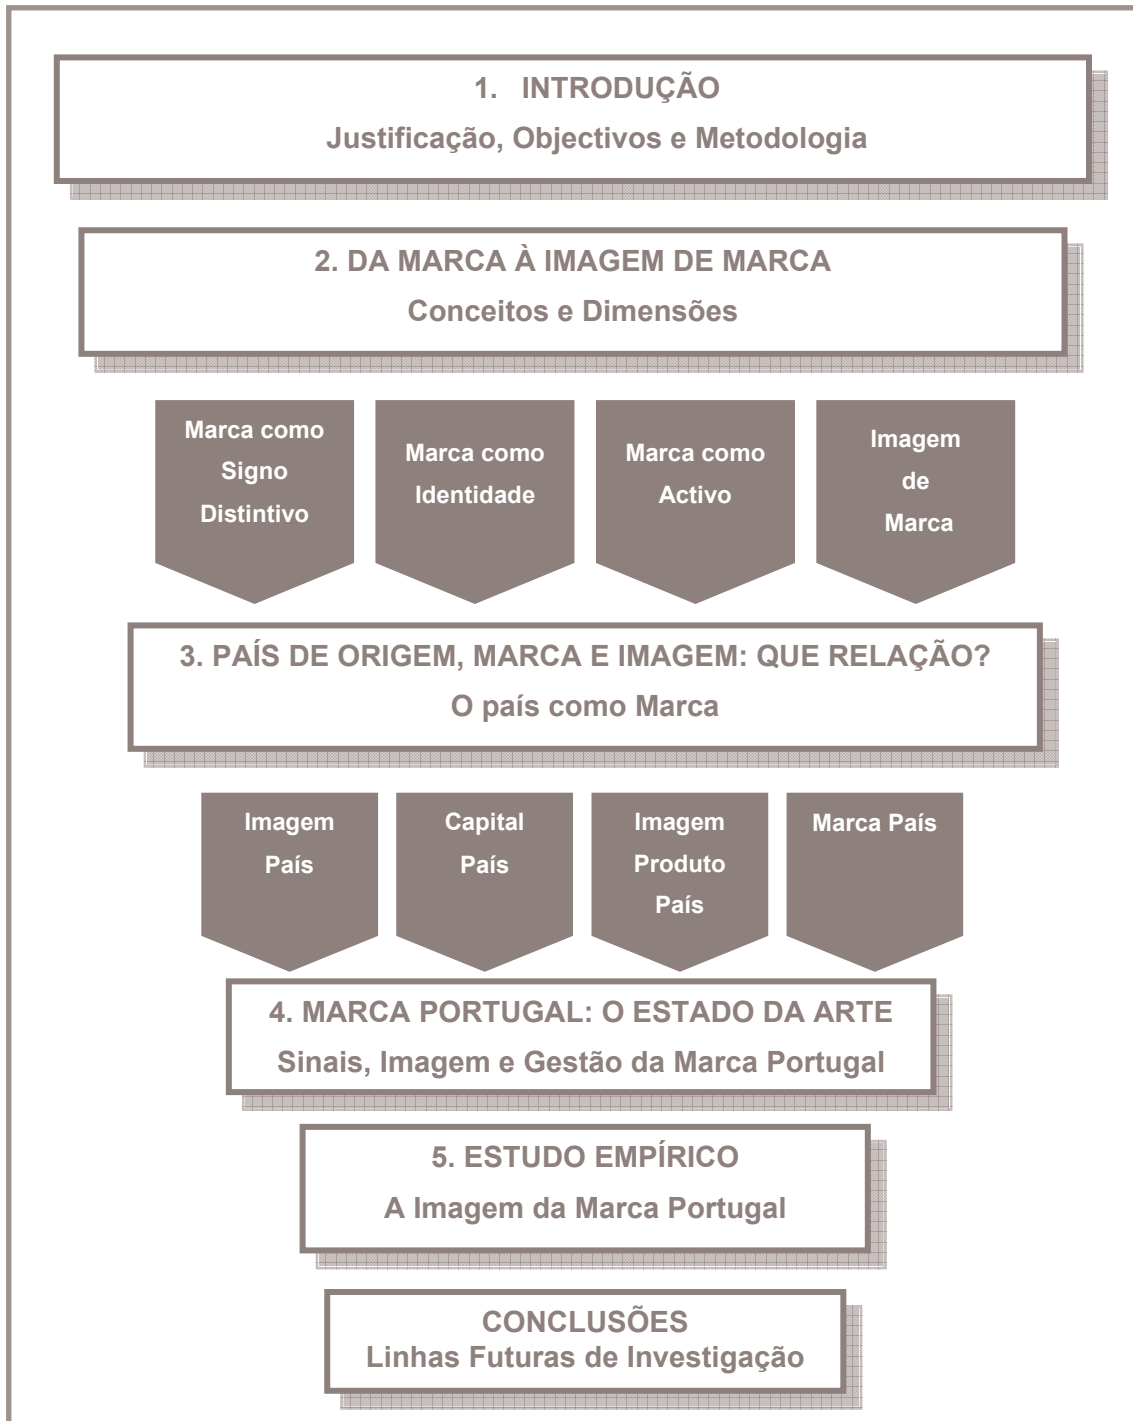 1. INTRODUÇÃO
Justificação, Objectivos e Metodologia
2. DA MARCA À IMAGEM DE MARCA
Conceitos e Dimensões
Marca como
Signo
Distintivo
Marca como
Identidade
Marca como
Activo
Imagem
de
Marca
3. PAÍS DE ORIGEM, MARCA E IMAGEM: QUE RELAÇÃO?
O país como Marca
Imagem
País
Capital
País
Imagem
Produto
País
Marca País
4. MARCA PORTUGAL: O ESTADO DA ARTE
Sinais, Imagem e Gestão da Marca Portugal
5. ESTUDO EMPÍRICO
A Imagem da Marca Portugal
CONCLUSÕES
Linhas Futuras de Investigação